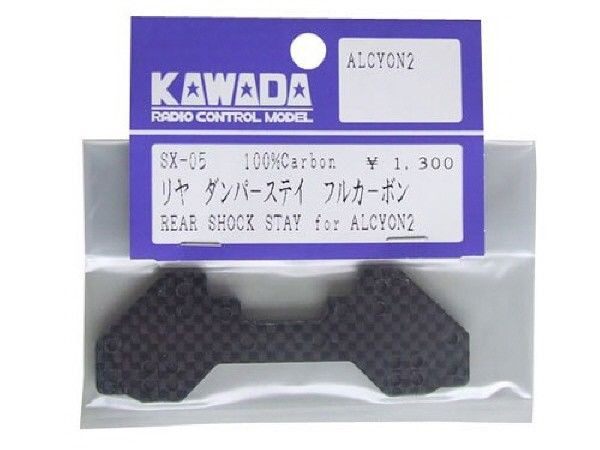 KAWADA
RADIO CONTROL MODEL
ALCYON2
SX-05 100%Carbon ¥ 1,300
リヤ ダンパーステイ フルカーボン
REAR SHOCK STAY for ALCYON2